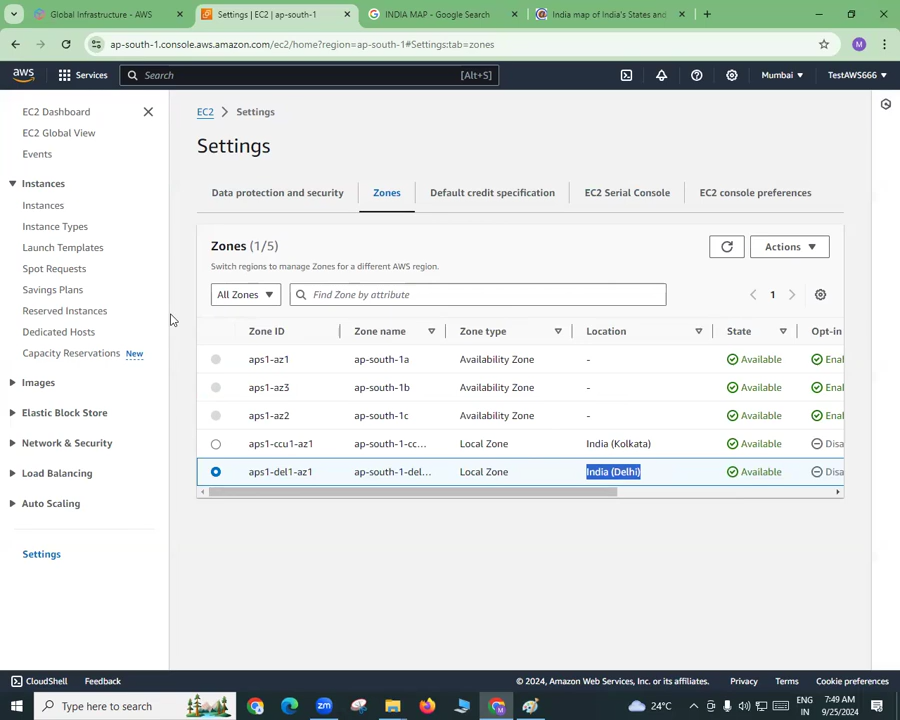 Global Infrastructure - AWS
Settings | EC2 | ap-south-1
INDIA MAP - Google Search
India map of India's States and
ap-south-1.console.aws.amazon.com/ec2/home?region=ap-south-1#Settings:tab=zones
M
aws
Services
Search
[Alt+S]
Mumbai
TestAWS666
EC2 Dashboard
EC2 Global View
Events
Instances
Instances
Instance Types
Launch Templates
Spot Requests
Savings Plans
Reserved Instances
Dedicated Hosts
Capacity Reservations New
Images
Elastic Block Store
Network & Security
Load Balancing
Auto Scaling
Settings
EC2 > Settings
Settings
Data protection and security
Zones
Default credit specification
EC2 Serial Console
EC2 console preferences
Zones (1/5)
Switch regions to manage Zones for a different AWS region.
Actions
All Zones
Find Zone by attribute
1
Zone ID Zone name Zone type Location State Opt-in
aps1-az1 ap-south-1a Availability Zone - Available Enal
aps1-az3 ap-south-1b Availability Zone - Available Enal
aps1-az2 ap-south-1c Availability Zone - Available Enal
aps1-ccu1-az1 ap-south-1-cc... Local Zone India (Kolkata) Available Disa
aps1-del1-az1 ap-south-1-del... Local Zone India (Delhi) Available Disa
CloudShell
Feedback
© 2024, Amazon Web Services, Inc. or its affiliates.
Privacy
Terms
Cookie preferences
Type here to search
zm
24°C
ENG
IN
7:49 AM
9/25/2024